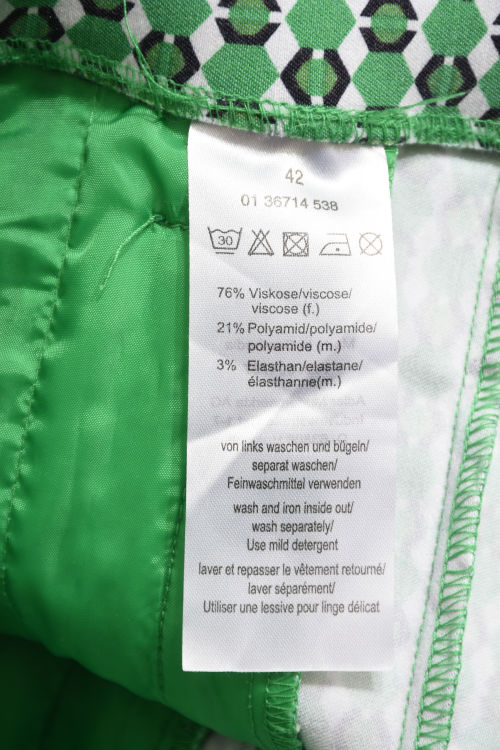 42
01 36714 538
30
76% Viskose/viscose/
viscose (f.)
21% Polyamid/polyamide/
polyamide (m.)
3% Elasthan/elastane/
élasthanne(m.)
von links waschen und bügeln/
separat waschen/
Feinwaschmittel verwenden
wash and iron inside out/
wash separately/
Use mild detergent
laver et repasser le vêtement retourné/
laver séparément/
Utiliser une lessive pour linge délicat